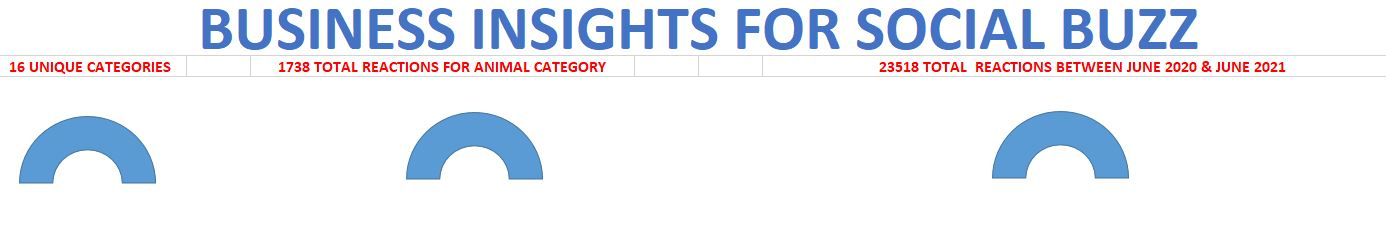 BUSINESS INSIGHTS FOR SOCIAL BUZZ
16 UNIQUE CATEGORIES
1738 TOTAL REACTIONS FOR ANIMAL CATEGORY
23518 TOTAL  REACTIONS BETWEEN JUNE 2020 & JUNE 2021